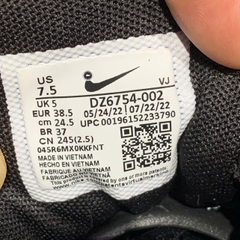 US
7.5
VJ
UK 5
DZ6754-002
EUR 38.5
05/24/22 07/22/22
cm 24.5
UPC 00196152233790
BR 37
CN 245(2.5)
045R6MX0KKFNT
MADE IN VIETNAM
HECHO EN VIETNAM
FABRIQUÉ AU VIETNAM